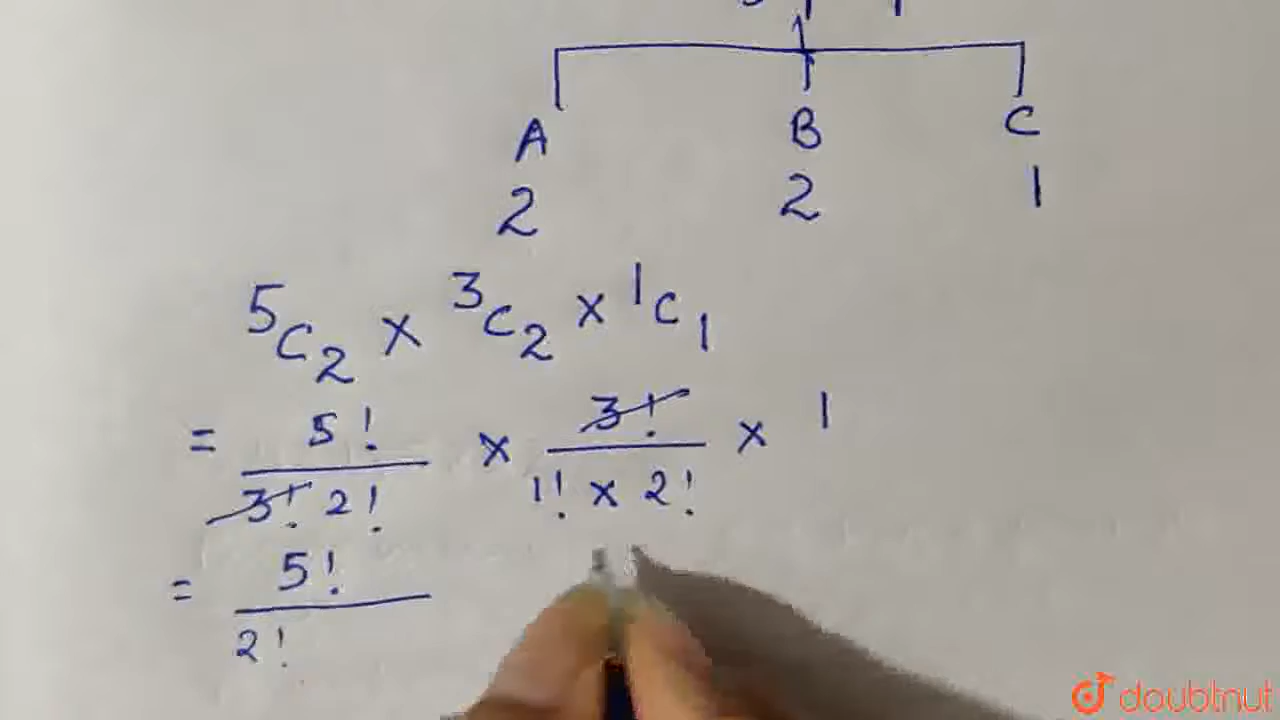 A B C
2 2 1
⁵C₂ × ³C₂ × ¹C₁
= 5! / 3! 2! × 3! / 1! × 2! × 1
= 5! / 2!
doubtnut